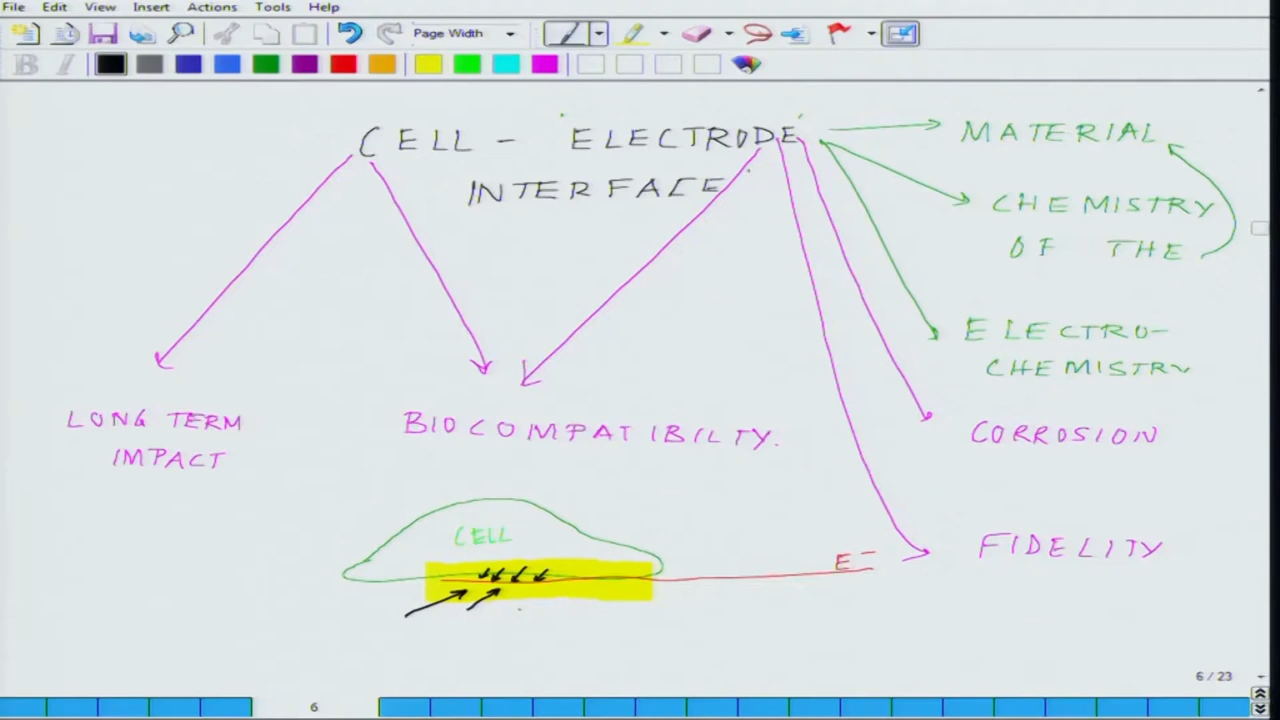 File Edit View Insert Actions Tools Help
Page Width
B I
CELL - ELECTRODE
INTERFACE
MATERIAL
CHEMISTRY
OF THE
ELECTRO-
CHEMISTRY
LONG TERM
IMPACT
BIOCOMPATIBILTY.
CORROSION
FIDELITY
CELL
E-
6 / 23
6